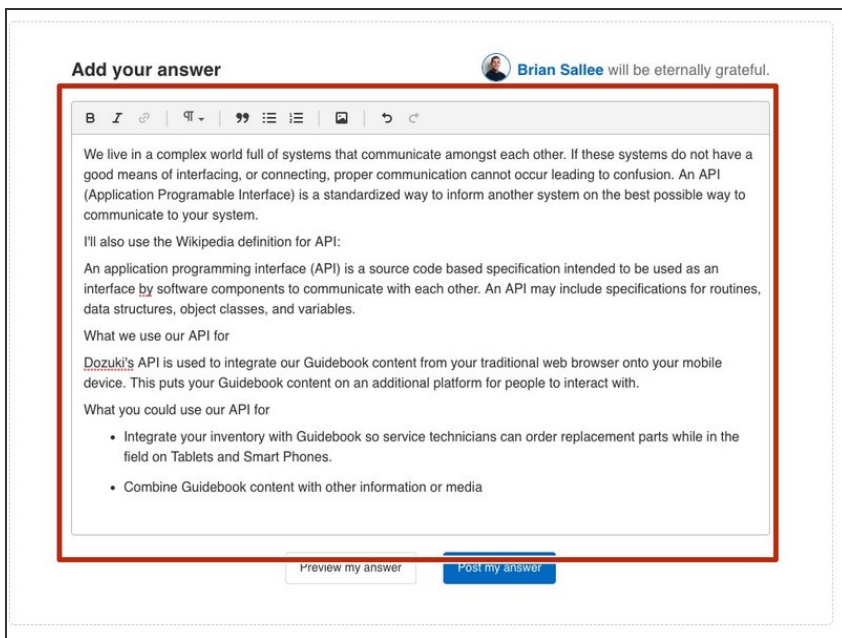 Add your answer
Brian Sallee will be eternally grateful.
B I
We live in a complex world full of systems that communicate amongst each other. If these systems do not have a
good means of interfacing, or connecting, proper communication cannot occur leading to confusion. An API
(Application Programable Interface) is a standardized way to inform another system on the best possible way to
communicate to your system.
I'll also use the Wikipedia definition for API:
An application programming interface (API) is a source code based specification intended to be used as an
interface by software components to communicate with each other. An API may include specifications for routines,
data structures, object classes, and variables.
What we use our API for
Dozuki's API is used to integrate our Guidebook content from your traditional web browser onto your mobile
device. This puts your Guidebook content on an additional platform for people to interact with.
What you could use our API for
• Integrate your inventory with Guidebook so service technicians can order replacement parts while in the
field on Tablets and Smart Phones.
• Combine Guidebook content with other information or media
Preview my answer
Post my answer